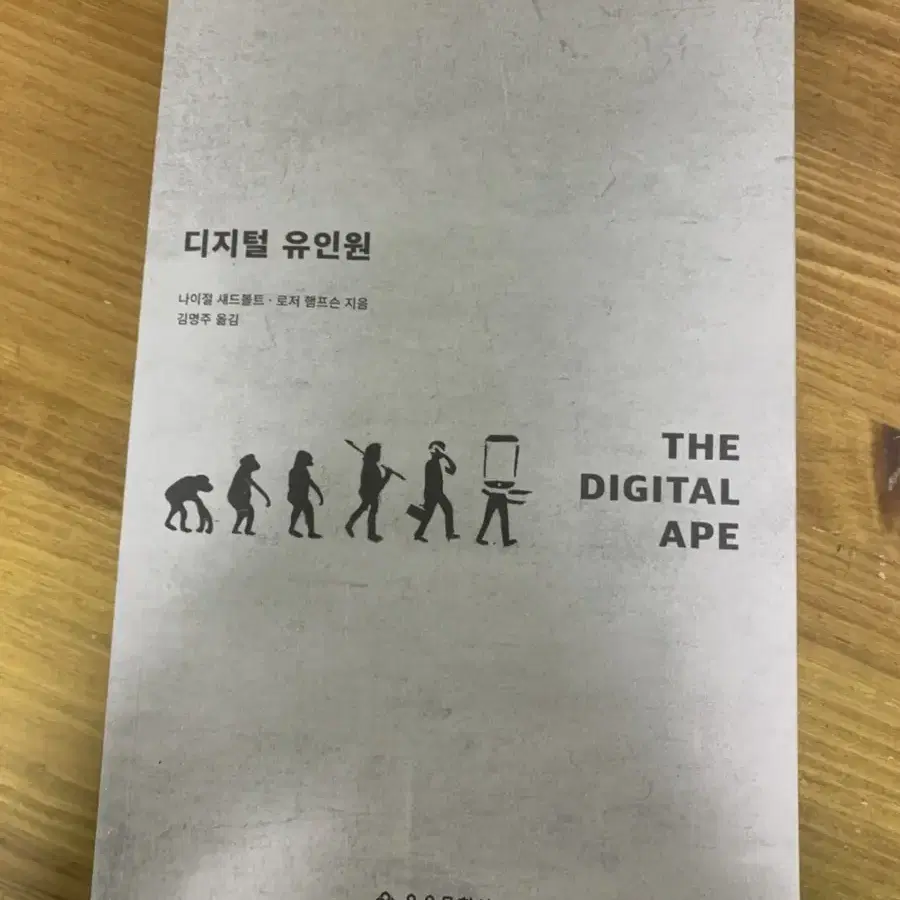 디지털 유인원
나이절 섀드볼트 · 로저 햄프슨 지음
김명주 옮김
THE
DIGITAL
APE